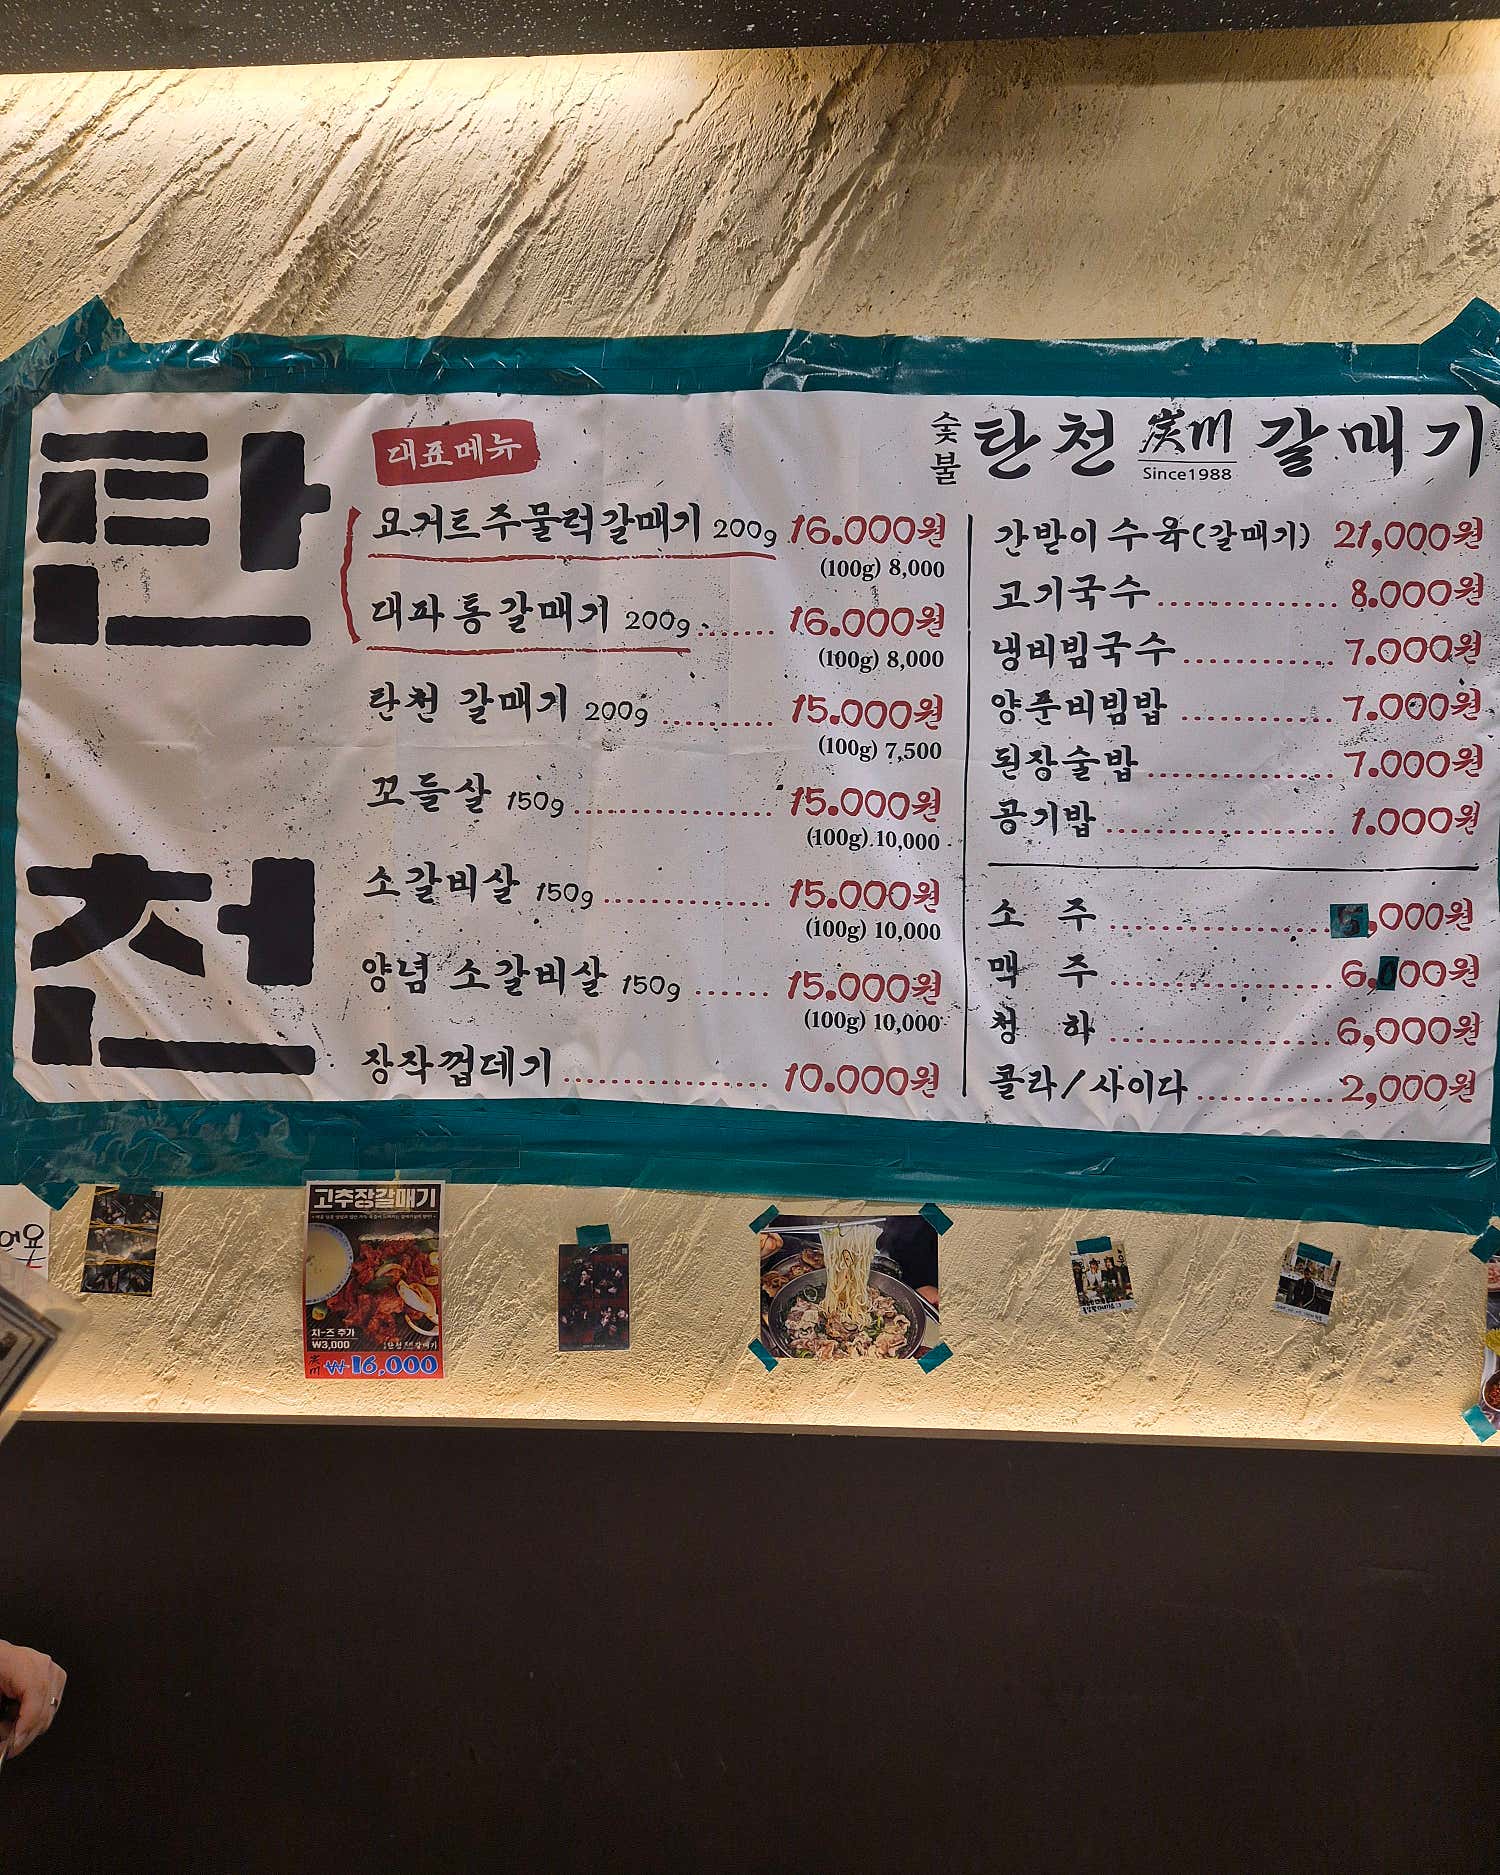 탄천
대표메뉴
요거트주물럭갈매기 200g 16.000원
(100g) 8,000
대파통갈매기 200g 16.000원
(100g) 8,000
탄천 갈매기 200g 15.000원
(100g) 7,500
꼬들살 150g 15.000원
(100g) 10,000
소갈비살 150g 15.000원
(100g) 10,000
양념 소갈비살 150g 15.000원
(100g) 10,000
장작껍데기 10.000원
숯불 탄천 炭川 갈매기
Since1988
간받이수육(갈매기) 21,000원
고기국수 8.000원
냉비빔국수 7.000원
양푼비빔밥 7.000원
된장술밥 7.000원
공기밥 1.000원
소주 5,000원
맥주 6,000원
청하 6,000원
콜라/사이다 2,000원
어요
고추장갈매기
치-즈 추가
₩3,000
炭川 ₩16,000